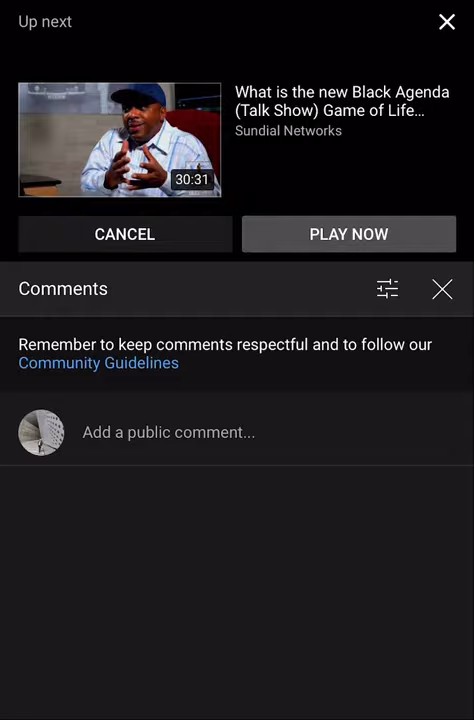 Up next
What is the new Black Agenda
(Talk Show) Game of Life...
Sundial Networks
30:31
CANCEL
PLAY NOW
Comments
Remember to keep comments respectful and to follow our
Community Guidelines
Add a public comment...